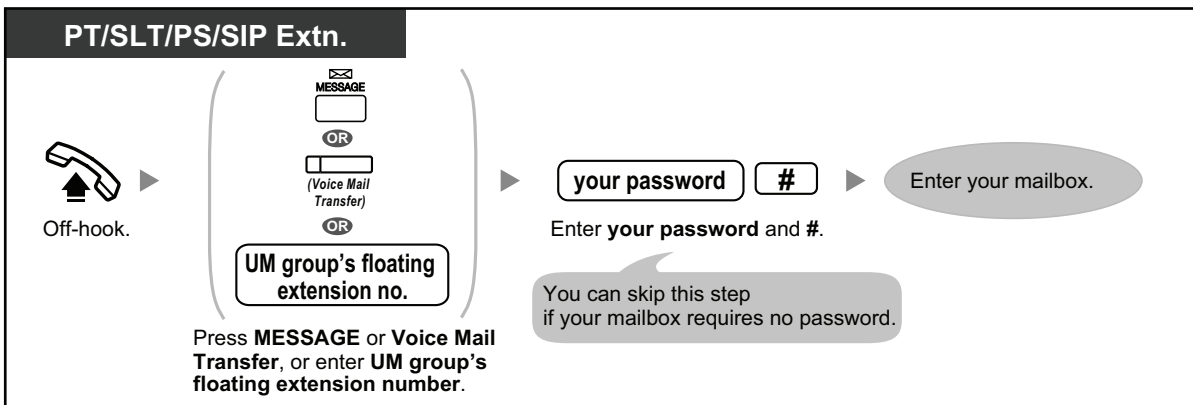 PT/SLT/PS/SIP Extn.
Off-hook.
MESSAGE
OR
(Voice Mail
Transfer)
OR
UM group's floating
extension no.
Press MESSAGE or Voice Mail
Transfer, or enter UM group's
floating extension number.
your password #
Enter your password and #.
You can skip this step
if your mailbox requires no password.
Enter your mailbox.